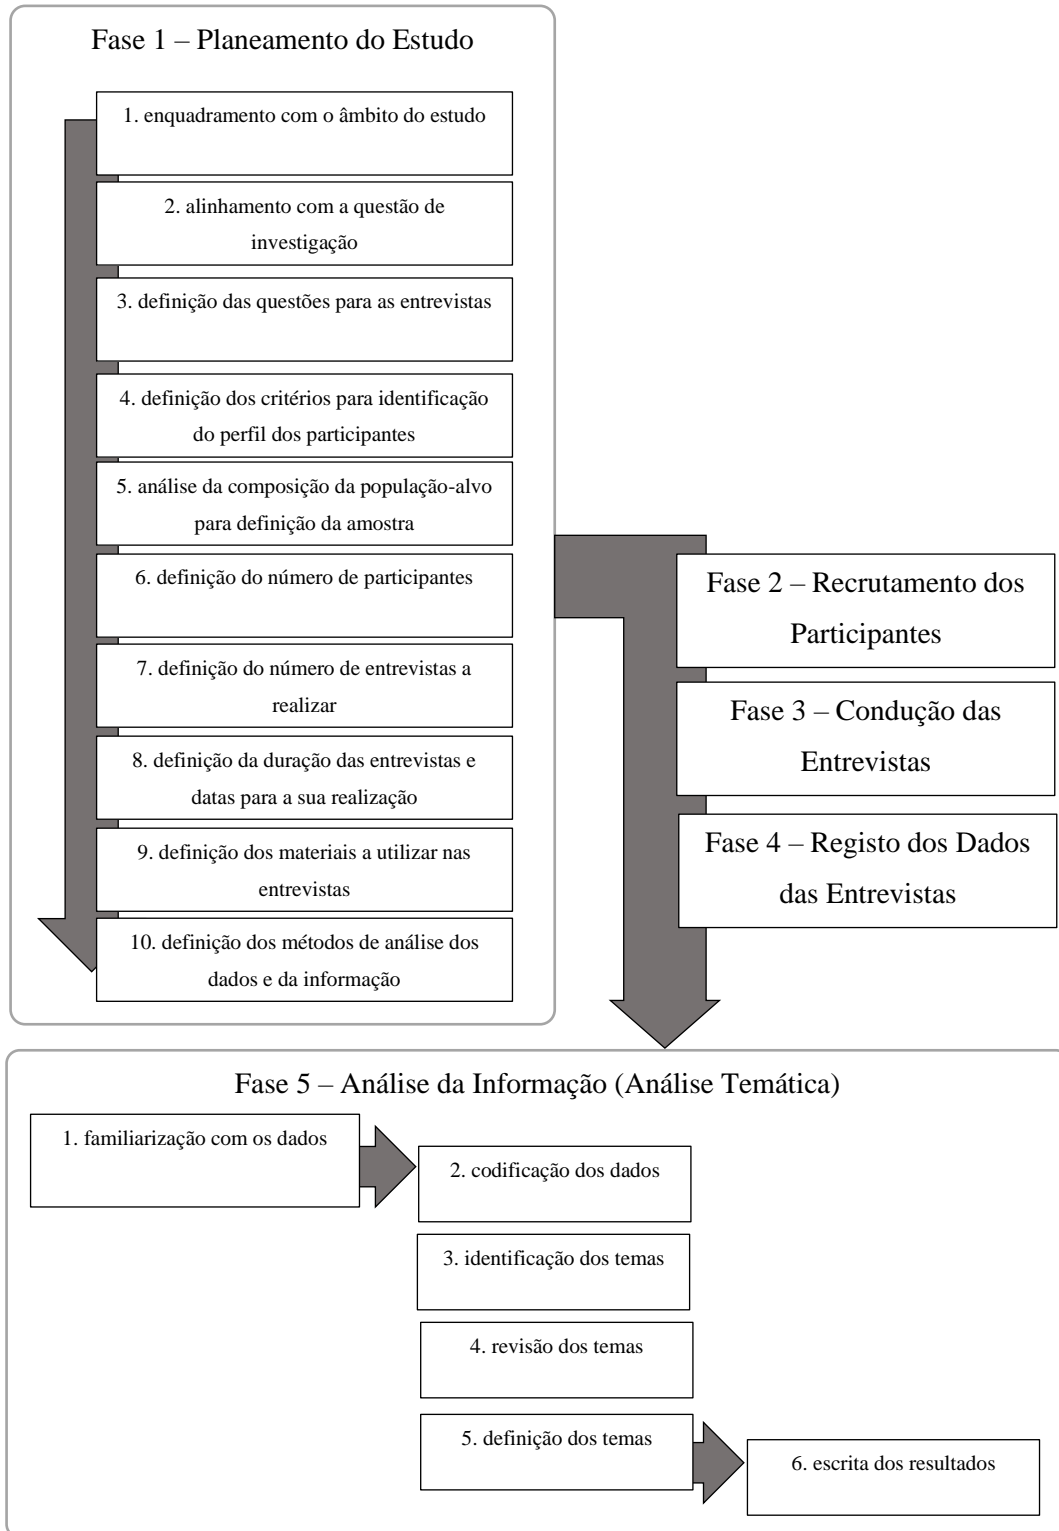 Fase 1 – Planeamento do Estudo
1. enquadramento com o âmbito do estudo
2. alinhamento com a questão de
investigação
3. definição das questões para as entrevistas
4. definição dos critérios para identificação
do perfil dos participantes
5. análise da composição da população-alvo
para definição da amostra
6. definição do número de participantes
7. definição do número de entrevistas a
realizar
8. definição da duração das entrevistas e
datas para a sua realização
9. definição dos materiais a utilizar nas
entrevistas
10. definição dos métodos de análise dos
dados e da informação
Fase 2 – Recrutamento dos
Participantes
Fase 3 – Condução das
Entrevistas
Fase 4 – Registo dos Dados
das Entrevistas
Fase 5 – Análise da Informação (Análise Temática)
1. familiarização com os dados
2. codificação dos dados
3. identificação dos temas
4. revisão dos temas
5. definição dos temas
6. escrita dos resultados